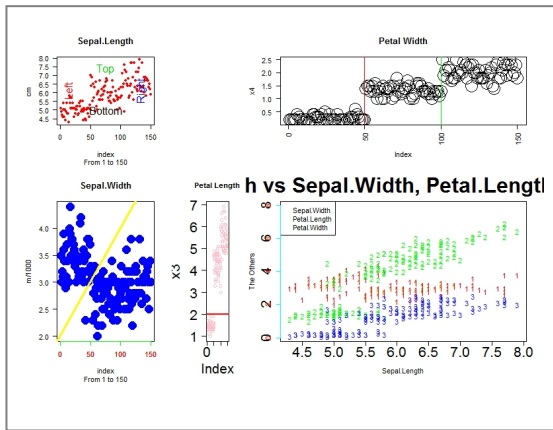 Sepal.Length
8.0
7.5
7.0
6.5
6.0
5.5
5.0
4.5
cm
Left
Top
Bottom
0 50 100 150
index
From 1 to 150
Petal Width
2.5
2.0
1.5
1.0
0.5
x4
0 50 100 150
Index
Sepal.Width
4.0
3.5
3.0
2.5
2.0
m/1000
0 50 100 150
index
From 1 to 150
Petal Length
7
6
5
4
3
2
1
x3
0
Index
h vs Sepal.Width, Petal.Lengt
Sepal.Width
Petal.Length
Petal.Width
8
6
4
2
0
The Others
4.5 5.0 5.5 6.0 6.5 7.0 7.5 8.0
Sepal.Length